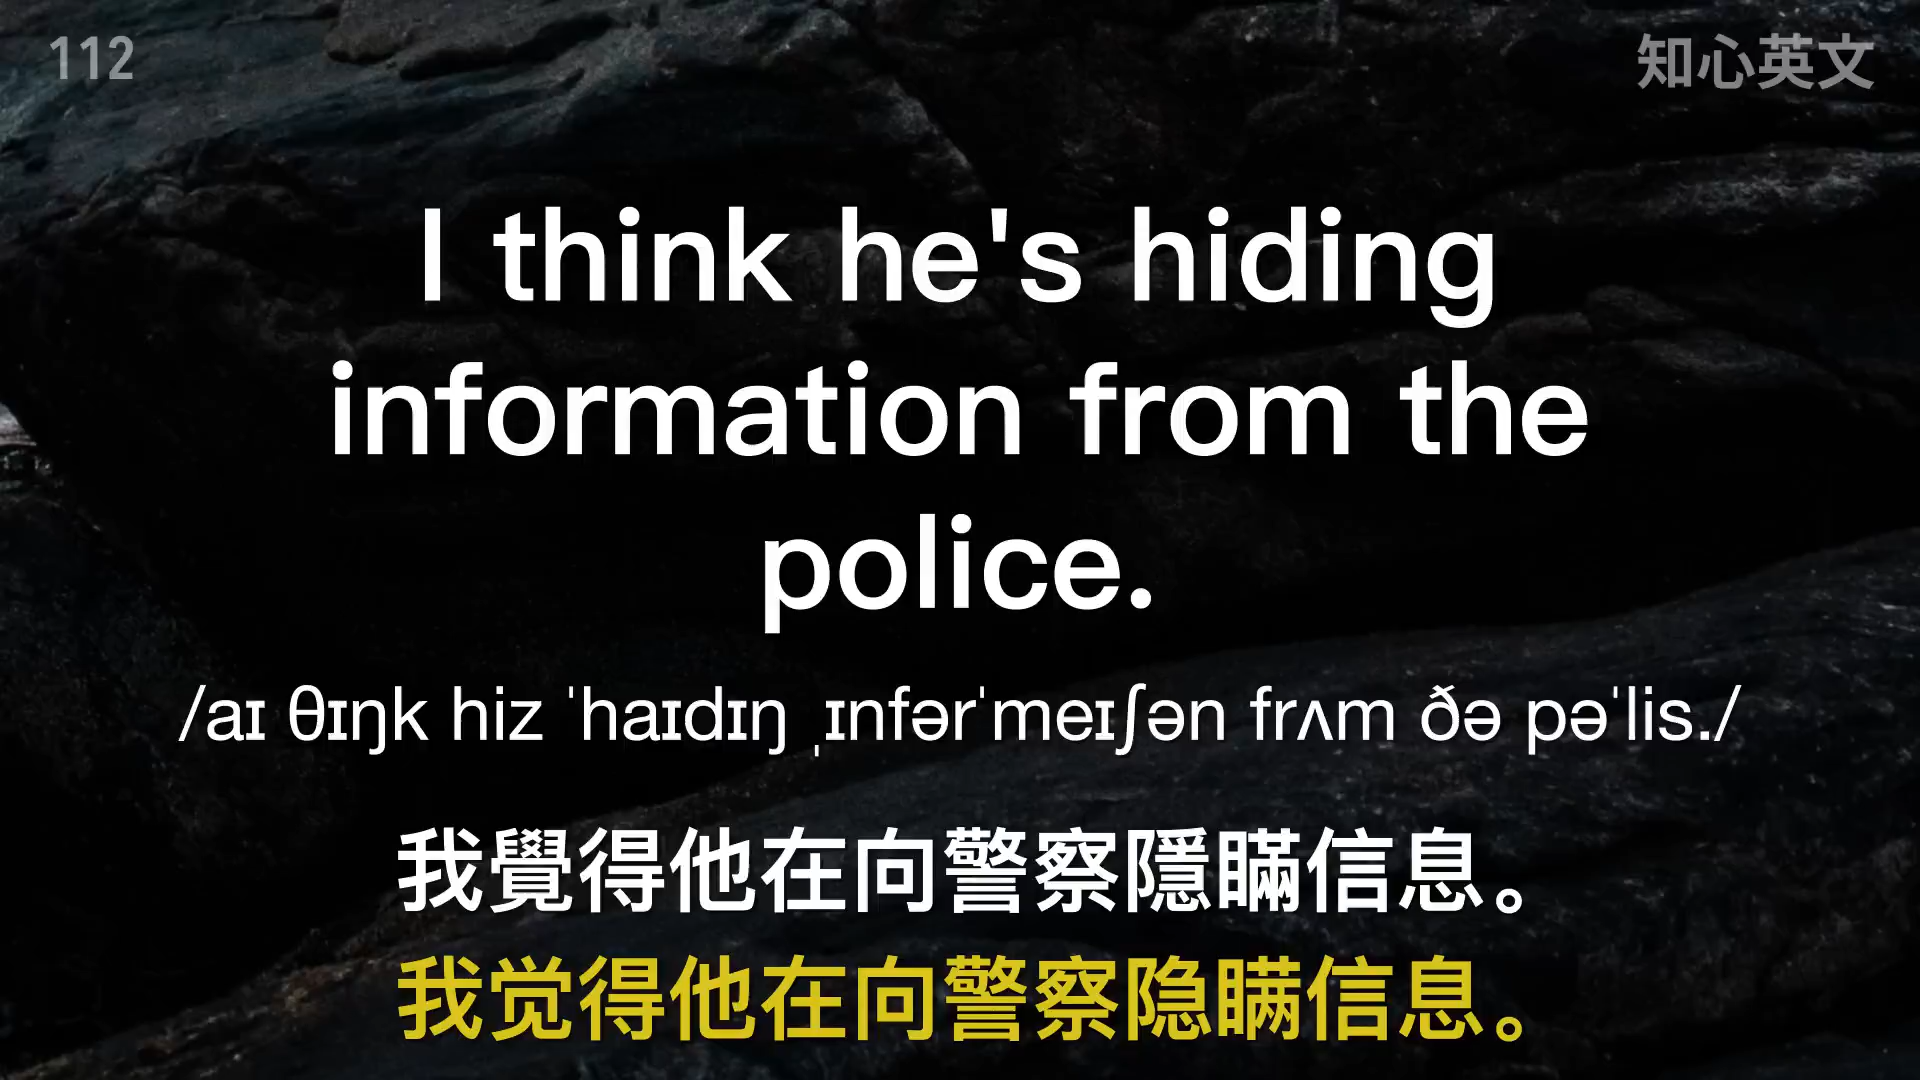 112
知心英文
I think he's hiding
information from the
police.
/aɪ θɪŋk hiz ˈhaɪdɪŋ ˌɪnfərˈmeɪʃən frʌm ðə pəˈlis./
我覺得他在向警察隱瞞信息。
我觉得他在向警察隐瞒信息。